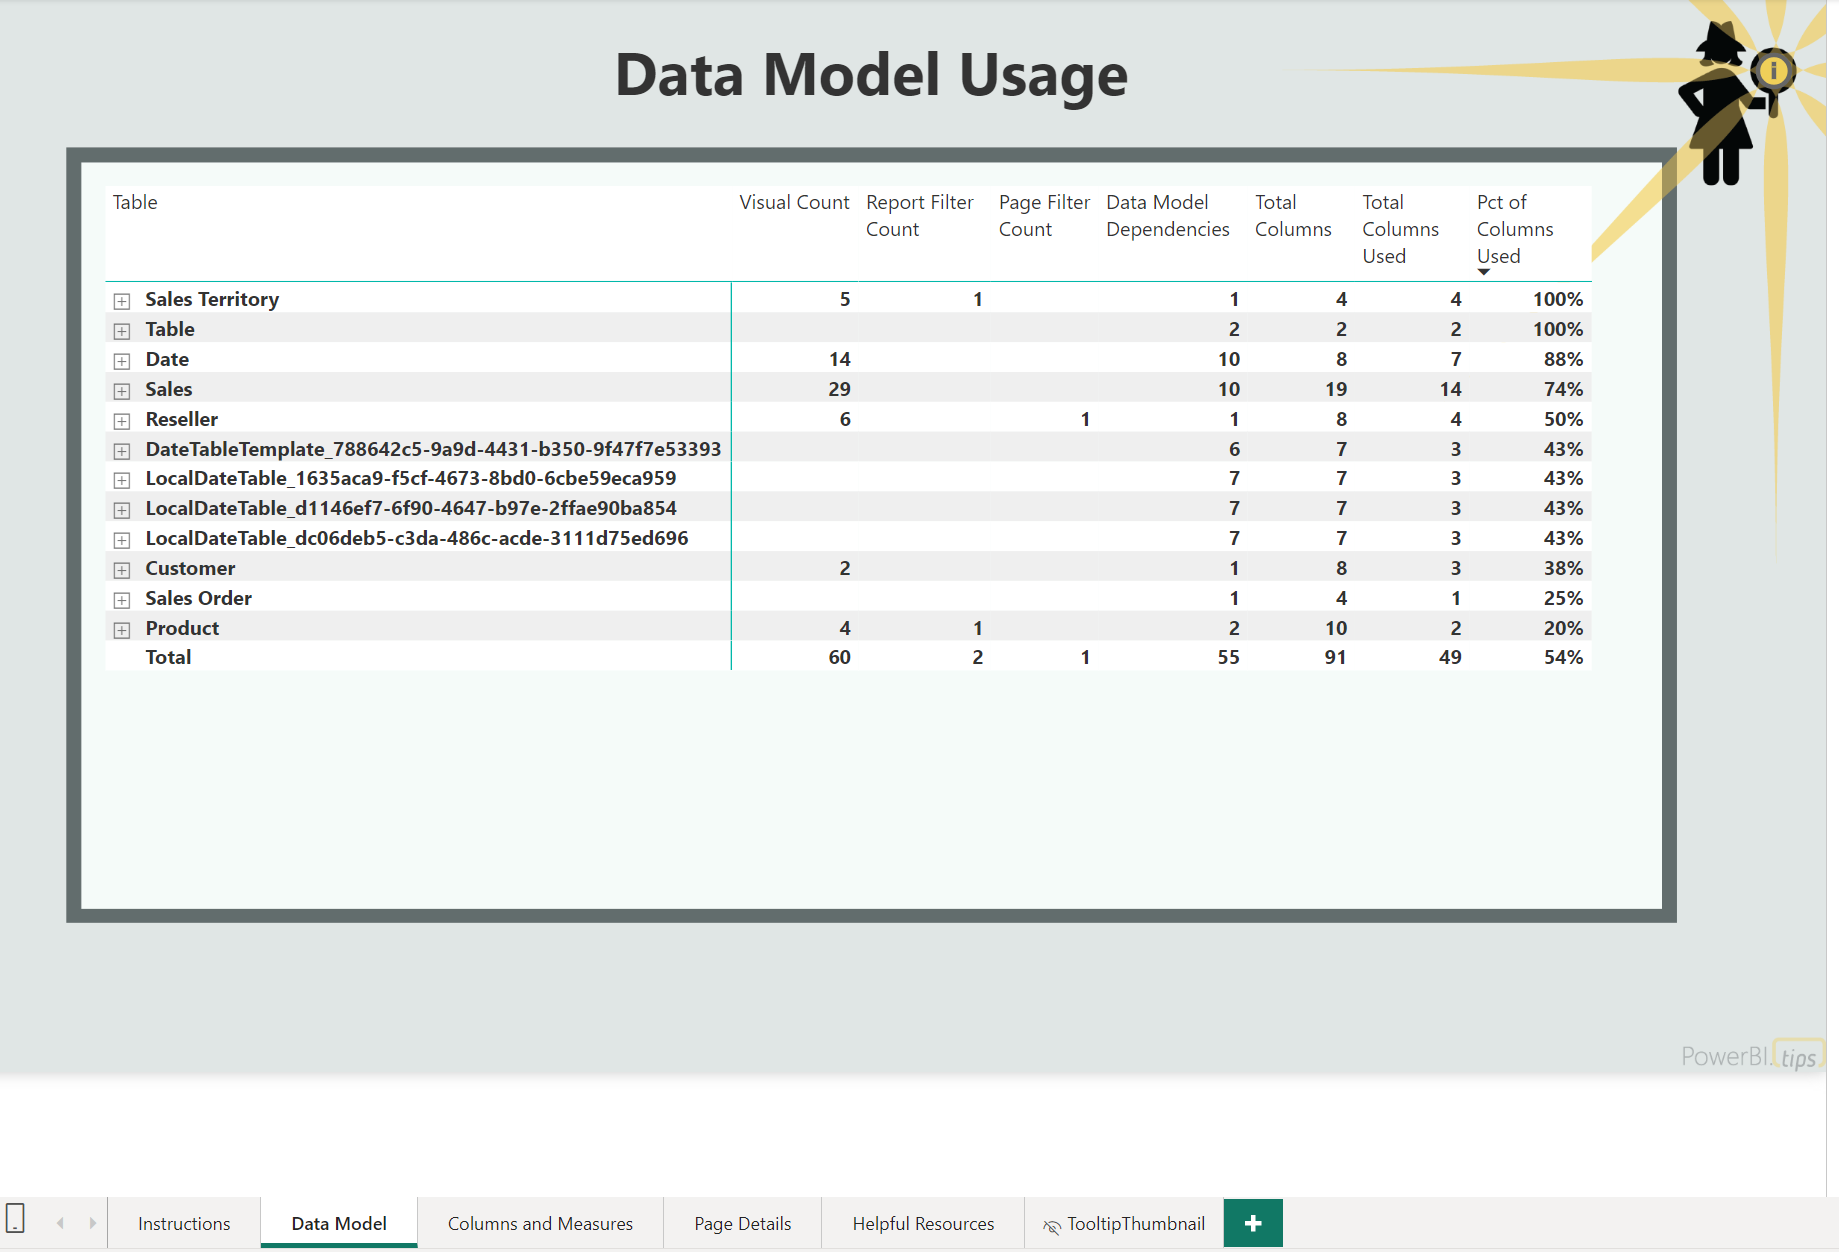 Data Model Usage
i
Table Visual Count Report Filter Count Page Filter Count Data Model Dependencies Total Columns Total Columns Used Pct of Columns Used
Sales Territory 5 1 1 4 4 100%
Table 2 2 2 100%
Date 14 10 8 7 88%
Sales 29 10 19 14 74%
Reseller 6 1 1 8 4 50%
DateTableTemplate_788642c5-9a9d-4431-b350-9f47f7e53393 6 7 3 43%
LocalDateTable_1635aca9-f5cf-4673-8bd0-6cbe59eca959 7 7 3 43%
LocalDateTable_d1146ef7-6f90-4647-b97e-2ffae90ba854 7 7 3 43%
LocalDateTable_dc06deb5-c3da-486c-acde-3111d75ed696 7 7 3 43%
Customer 2 1 8 3 38%
Sales Order 1 4 1 25%
Product 4 1 2 10 2 20%
Total 60 2 1 55 91 49 54%
PowerBI.tips
Instructions Data Model Columns and Measures Page Details Helpful Resources TooltipThumbnail